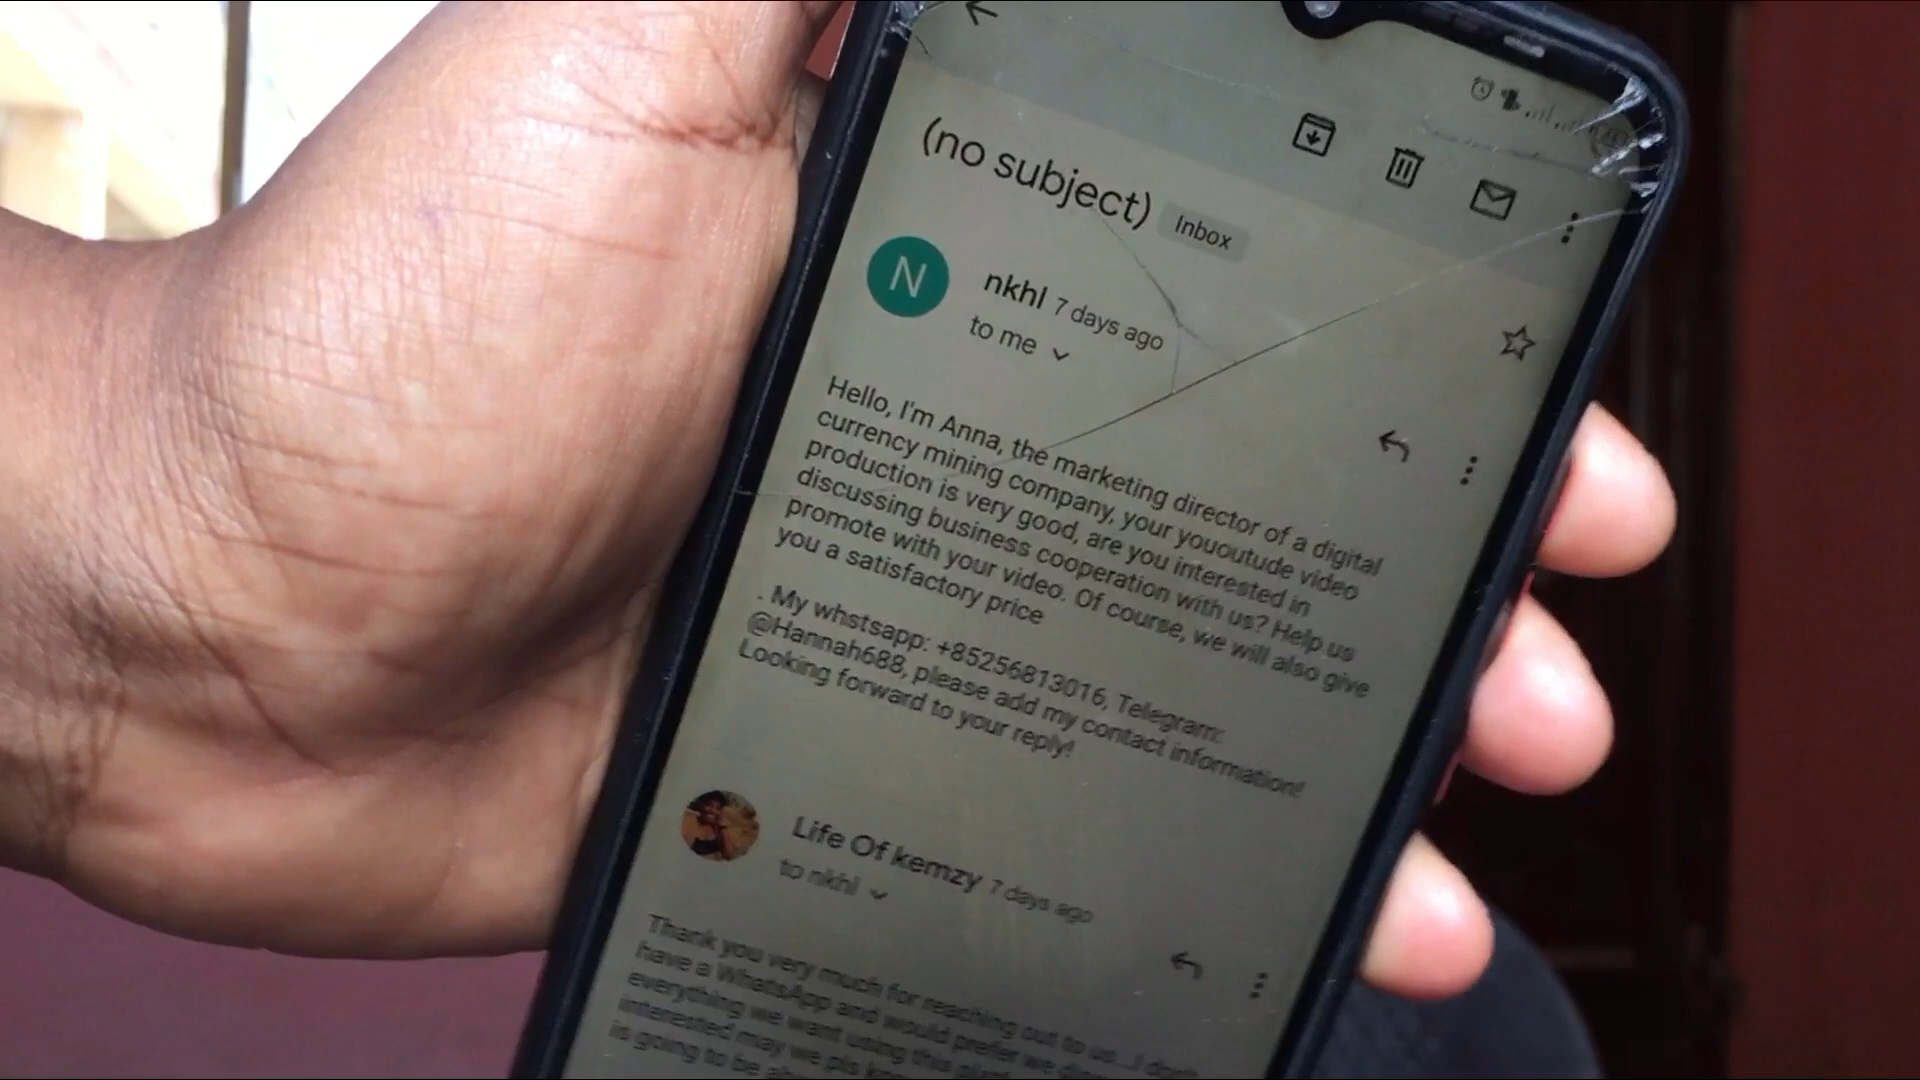 (no subject) Inbox
N
nkhl 7 days ago
to me
Hello, I'm Anna, the marketing director of a digital
currency mining company, your yououtude video
production is very good, are you interested in
discussing business cooperation with us? Help us
promote with your video. Of course, we will also give
you a satisfactory price
. My whstsapp: +85256813016, Telegram:
@Hannah688, please add my contact information!
Looking forward to your reply!
Life Of kemzy 7 days ago
to nkhl
Thank you very much for reaching out to us...I don't
have a WhatsApp and would prefer we
everything we want using this
interested may we pls
is going to be